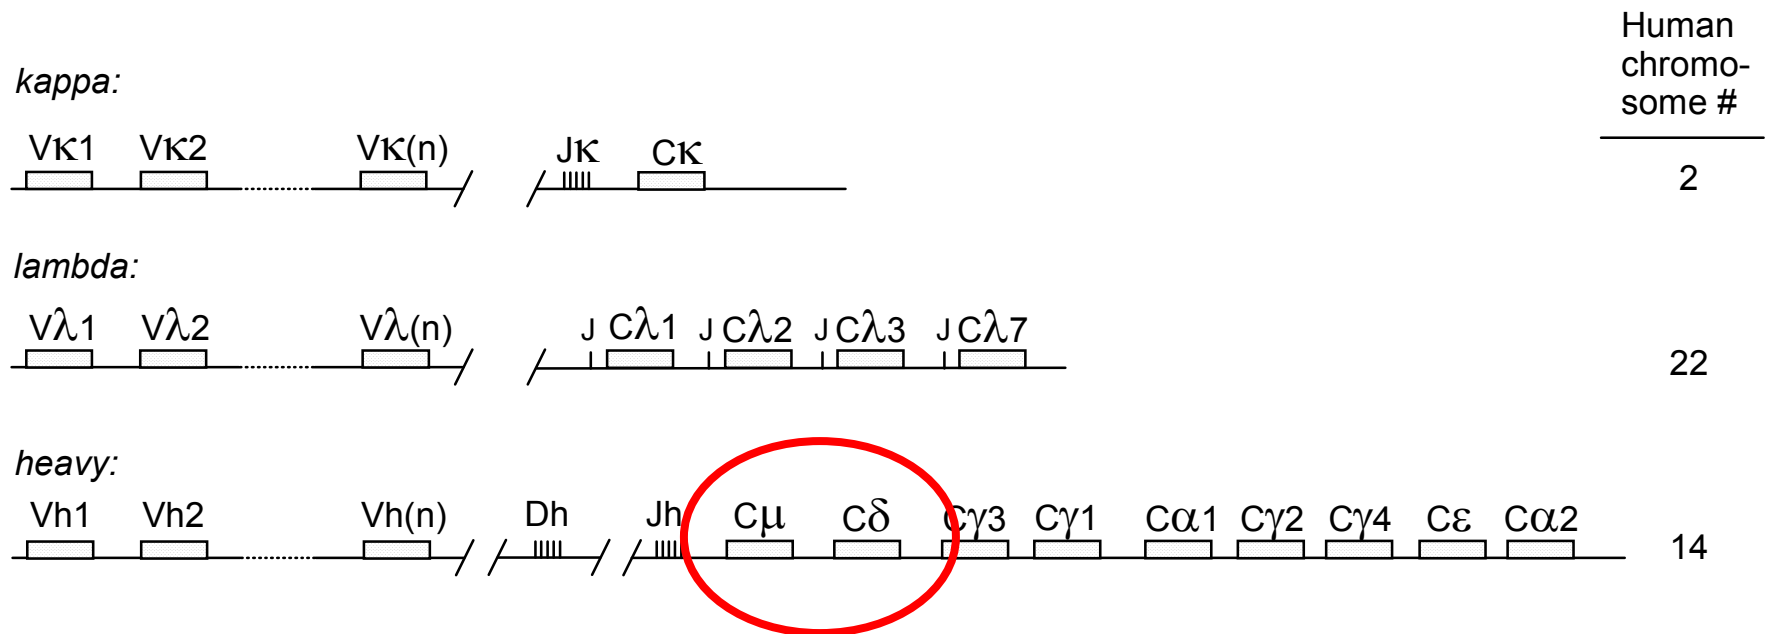 Human
chromo-
some #
kappa:
Vκ1 Vκ2 Vκ(n) Jκ Cκ
2
lambda:
Vλ1 Vλ2 Vλ(n) J Cλ1 J Cλ2 J Cλ3 J Cλ7
22
heavy:
Vh1 Vh2 Vh(n) Dh Jh Cμ Cδ Cγ3 Cγ1 Cα1 Cγ2 Cγ4 Cε Cα2
14